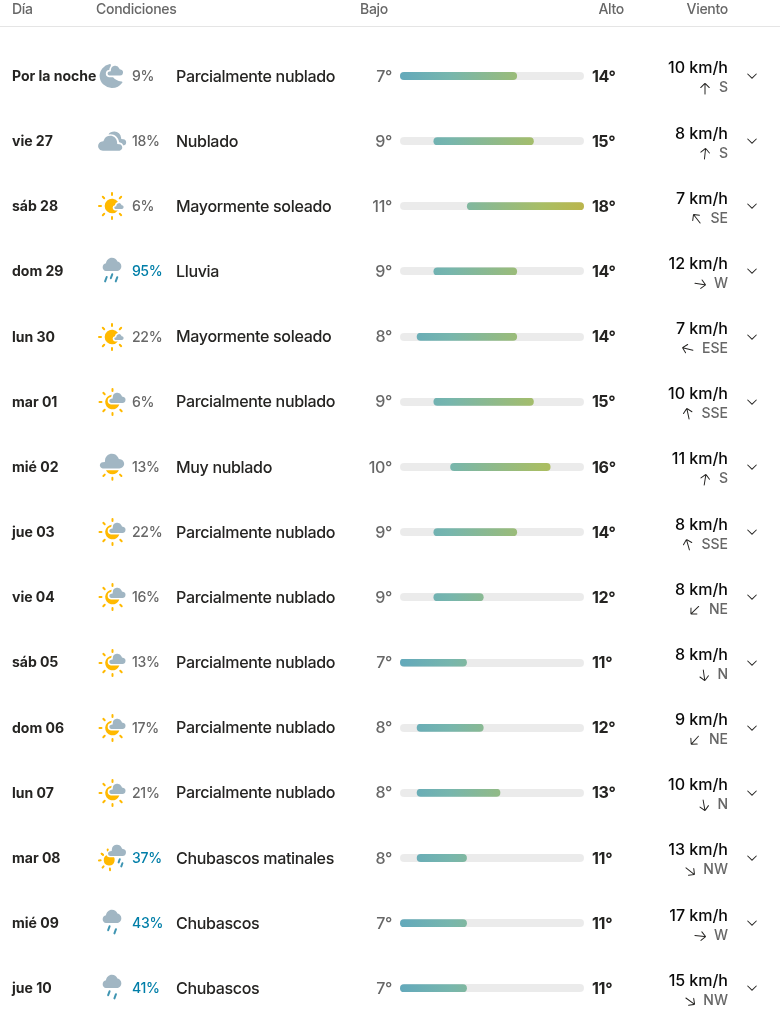 Día Condiciones Bajo Alto Viento
Por la noche 9% Parcialmente nublado 7° 14° 10 km/h
S
vie 27 18% Nublado 9° 15° 8 km/h
S
sáb 28 6% Mayormente soleado 11° 18° 7 km/h
SE
dom 29 95% Lluvia 9° 14° 12 km/h
W
lun 30 22% Mayormente soleado 8° 14° 7 km/h
ESE
mar 01 6% Parcialmente nublado 9° 15° 10 km/h
SSE
mié 02 13% Muy nublado 10° 16° 11 km/h
S
jue 03 22% Parcialmente nublado 9° 14° 8 km/h
SSE
vie 04 16% Parcialmente nublado 9° 12° 8 km/h
NE
sáb 05 13% Parcialmente nublado 7° 11° 8 km/h
N
dom 06 17% Parcialmente nublado 8° 12° 9 km/h
NE
lun 07 21% Parcialmente nublado 8° 13° 10 km/h
N
mar 08 37% Chubascos matinales 8° 11° 13 km/h
NW
mié 09 43% Chubascos 7° 11° 17 km/h
W
jue 10 41% Chubascos 7° 11° 15 km/h
NW